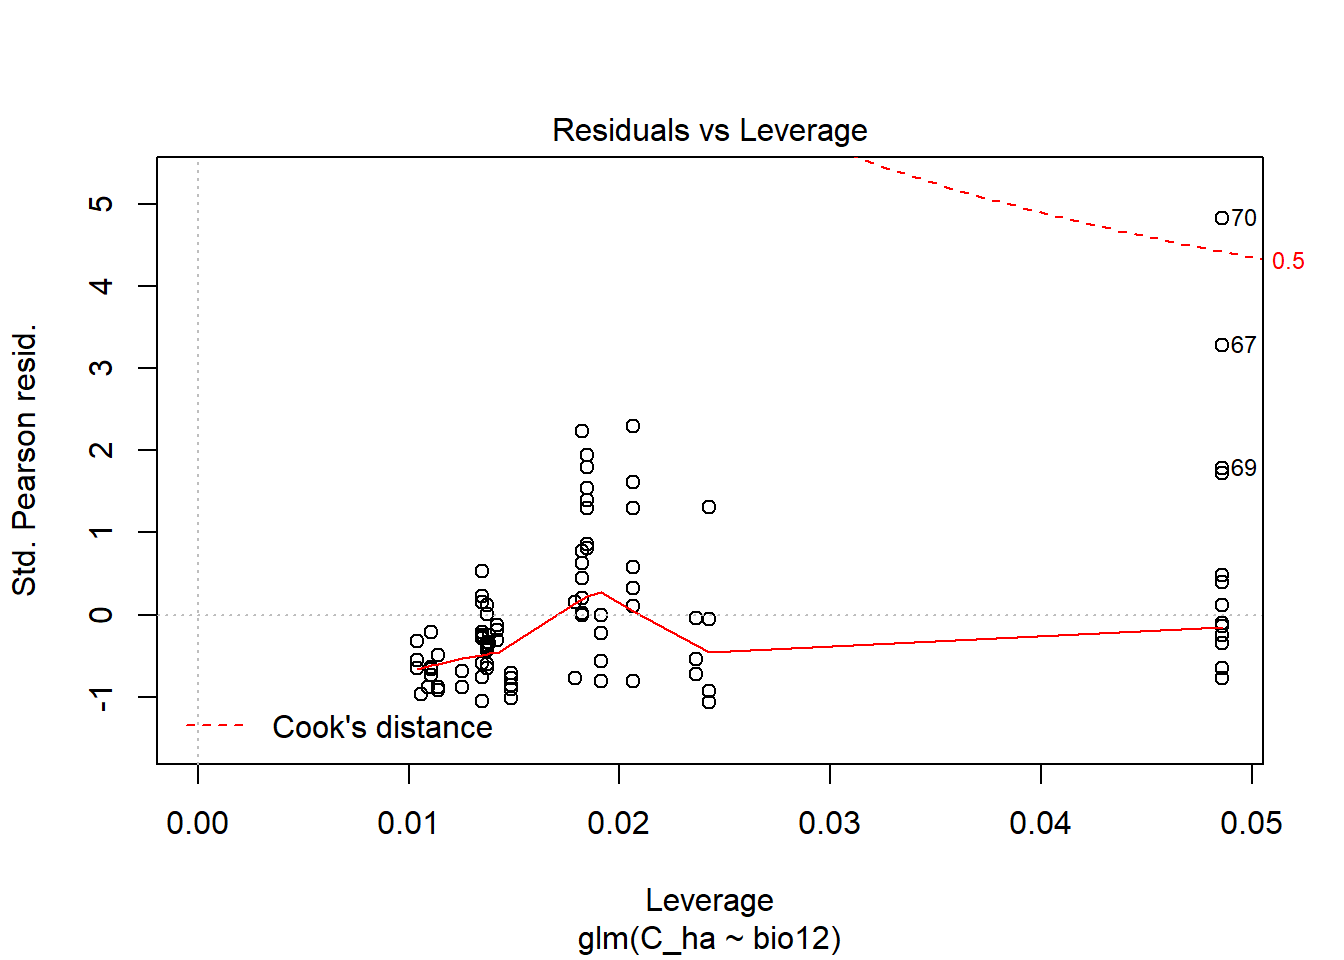 Residuals vs Leverage
Std. Pearson resid.
5
4
3
2
1
0
-1
70
67
69
0.5
Cook's distance
0.00 0.01 0.02 0.03 0.04 0.05
Leverage
glm(C_ha ~ bio12)